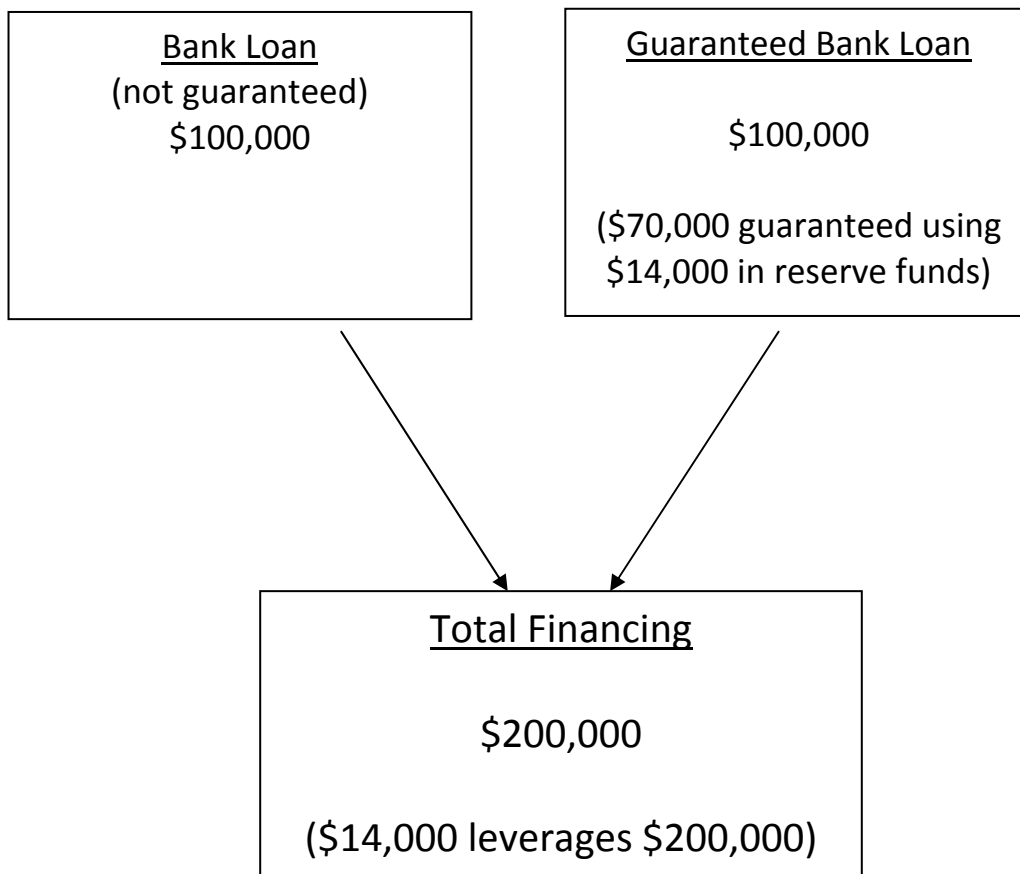 Bank Loan
(not guaranteed)
$100,000
Guaranteed Bank Loan
$100,000
($70,000 guaranteed using
$14,000 in reserve funds)
Total Financing
$200,000
($14,000 leverages $200,000)